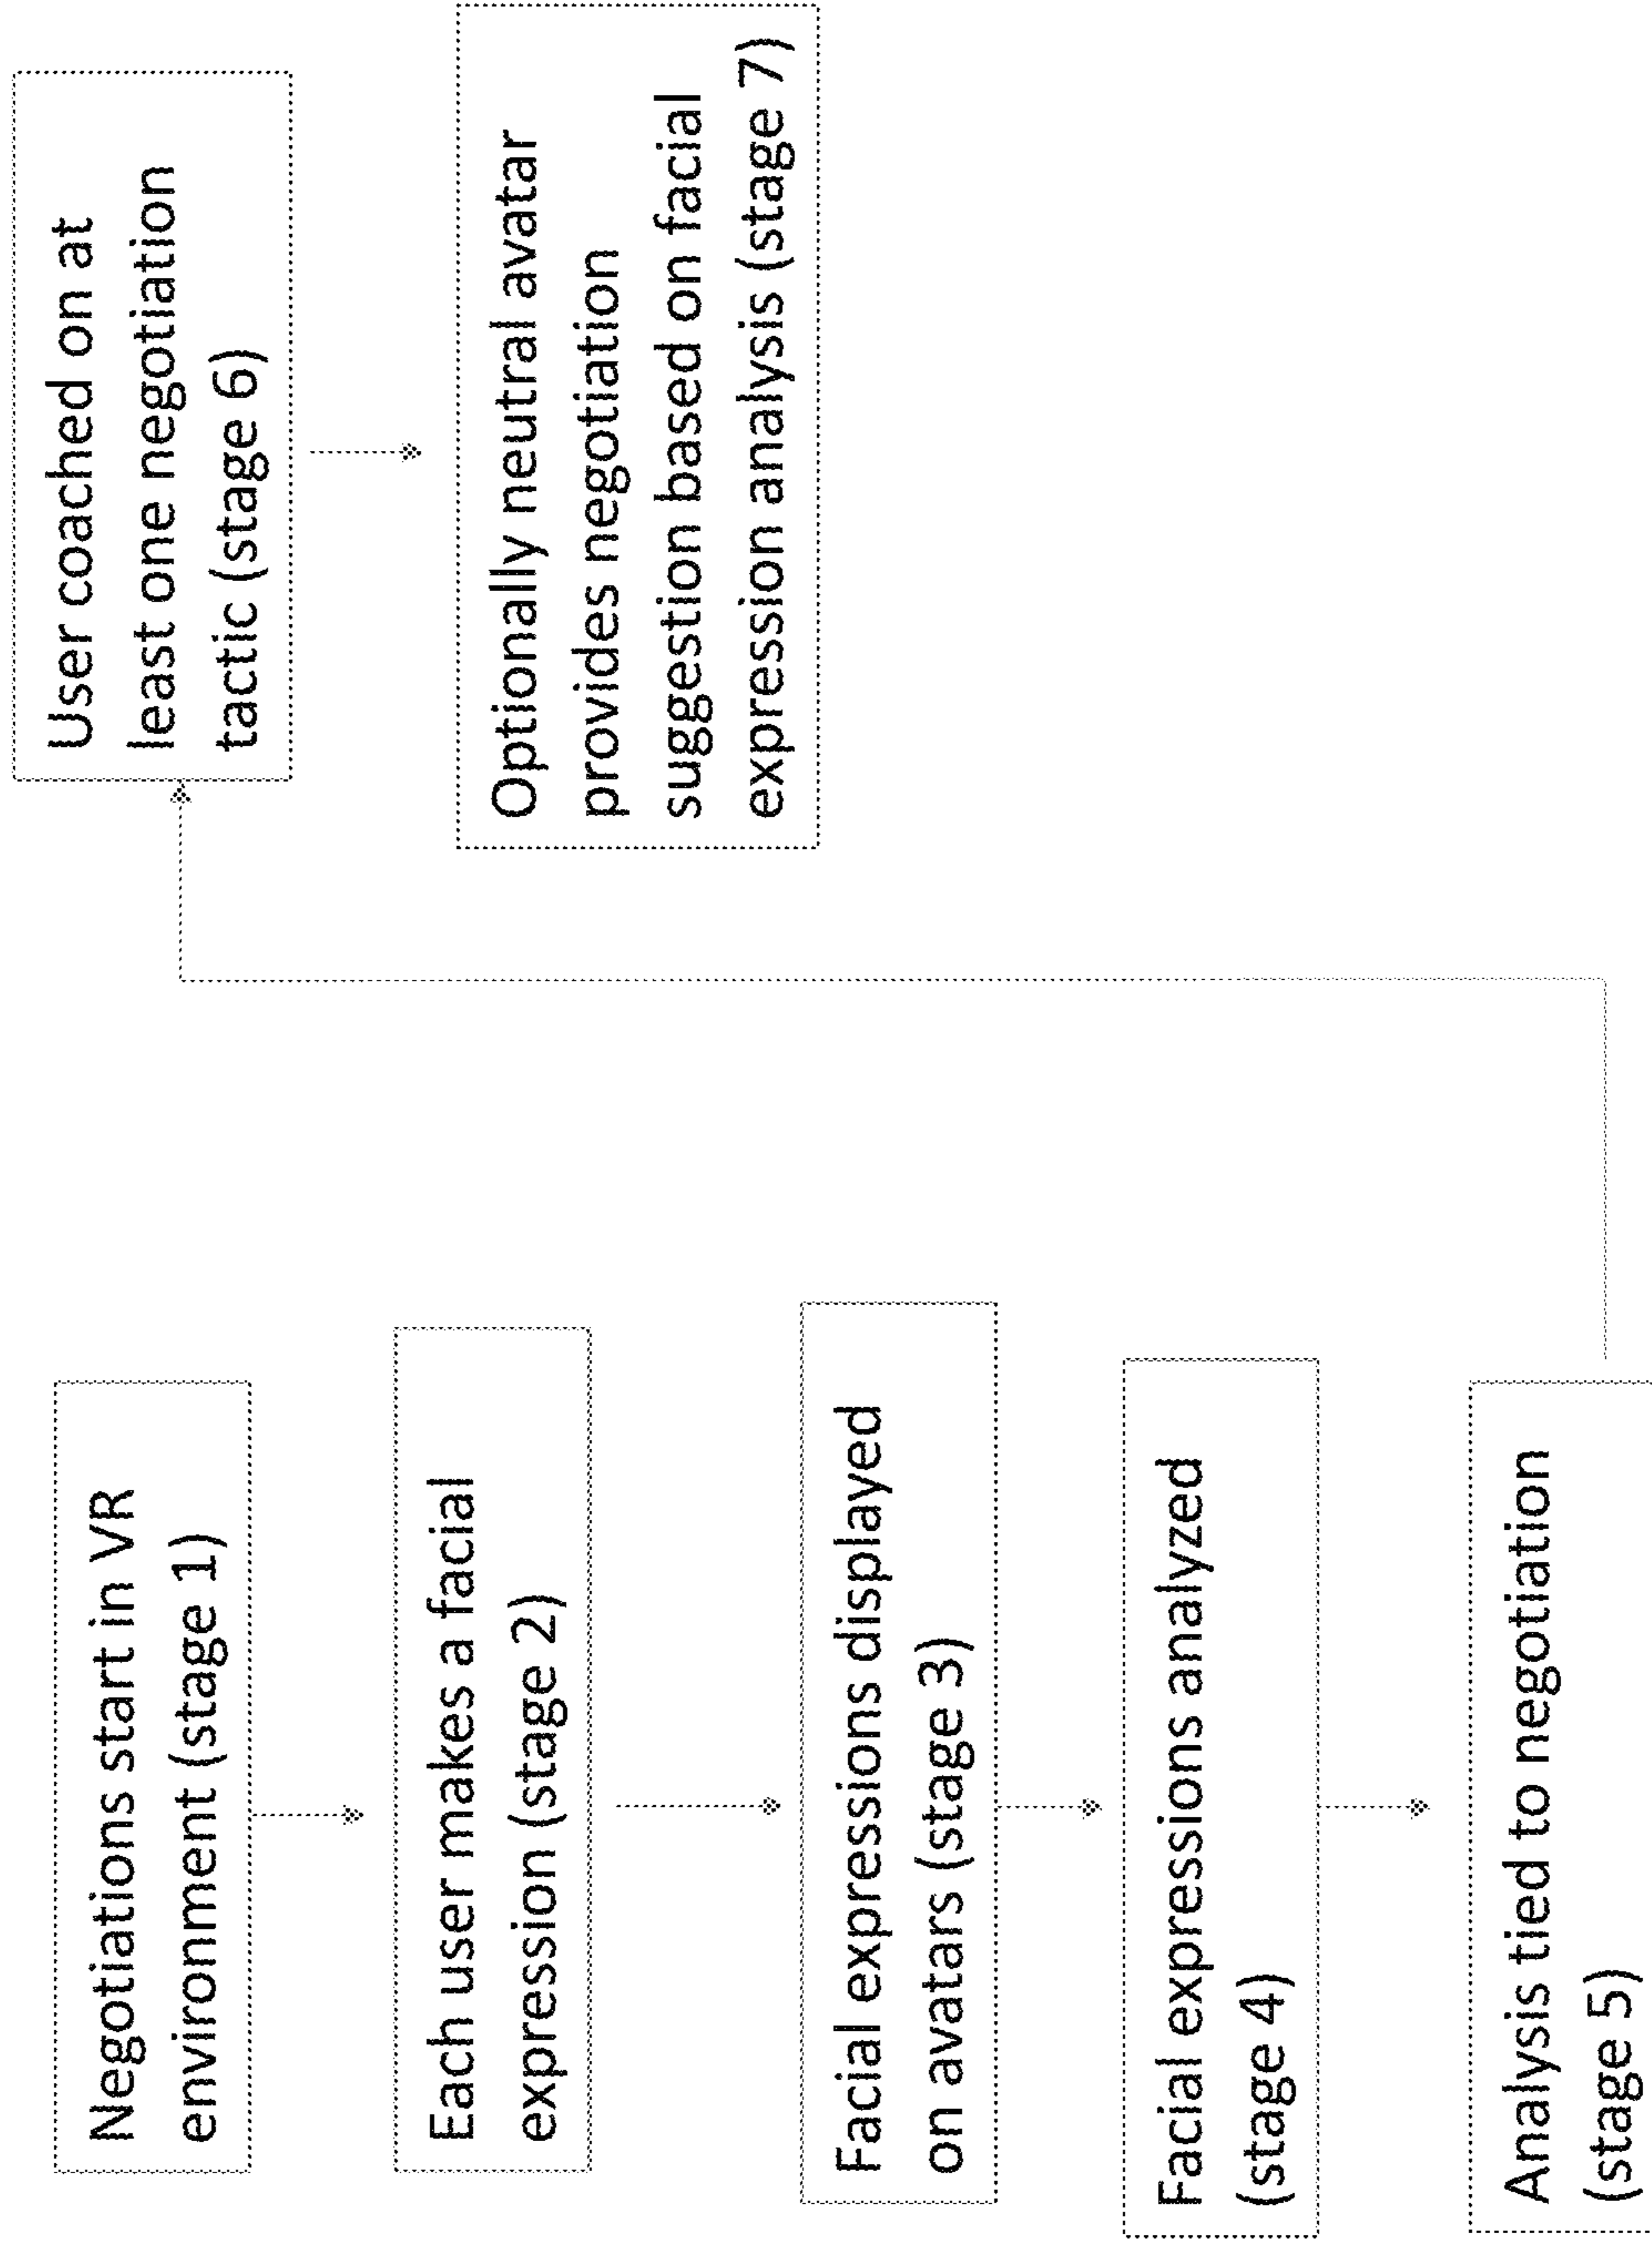 Negotiations start in VR
environment (stage 1)
Each user makes a facial
expression (stage 2)
Facial expressions displayed
on avatars (stage 3)
Facial expressions analyzed
(stage 4)
Analysis tied to negotiation
(stage 5)
User coached on at
least one negotiation
tactic (stage 6)
Optionally neutral avatar
provides negotiation
suggestion based on facial
expression analysis (stage 7)